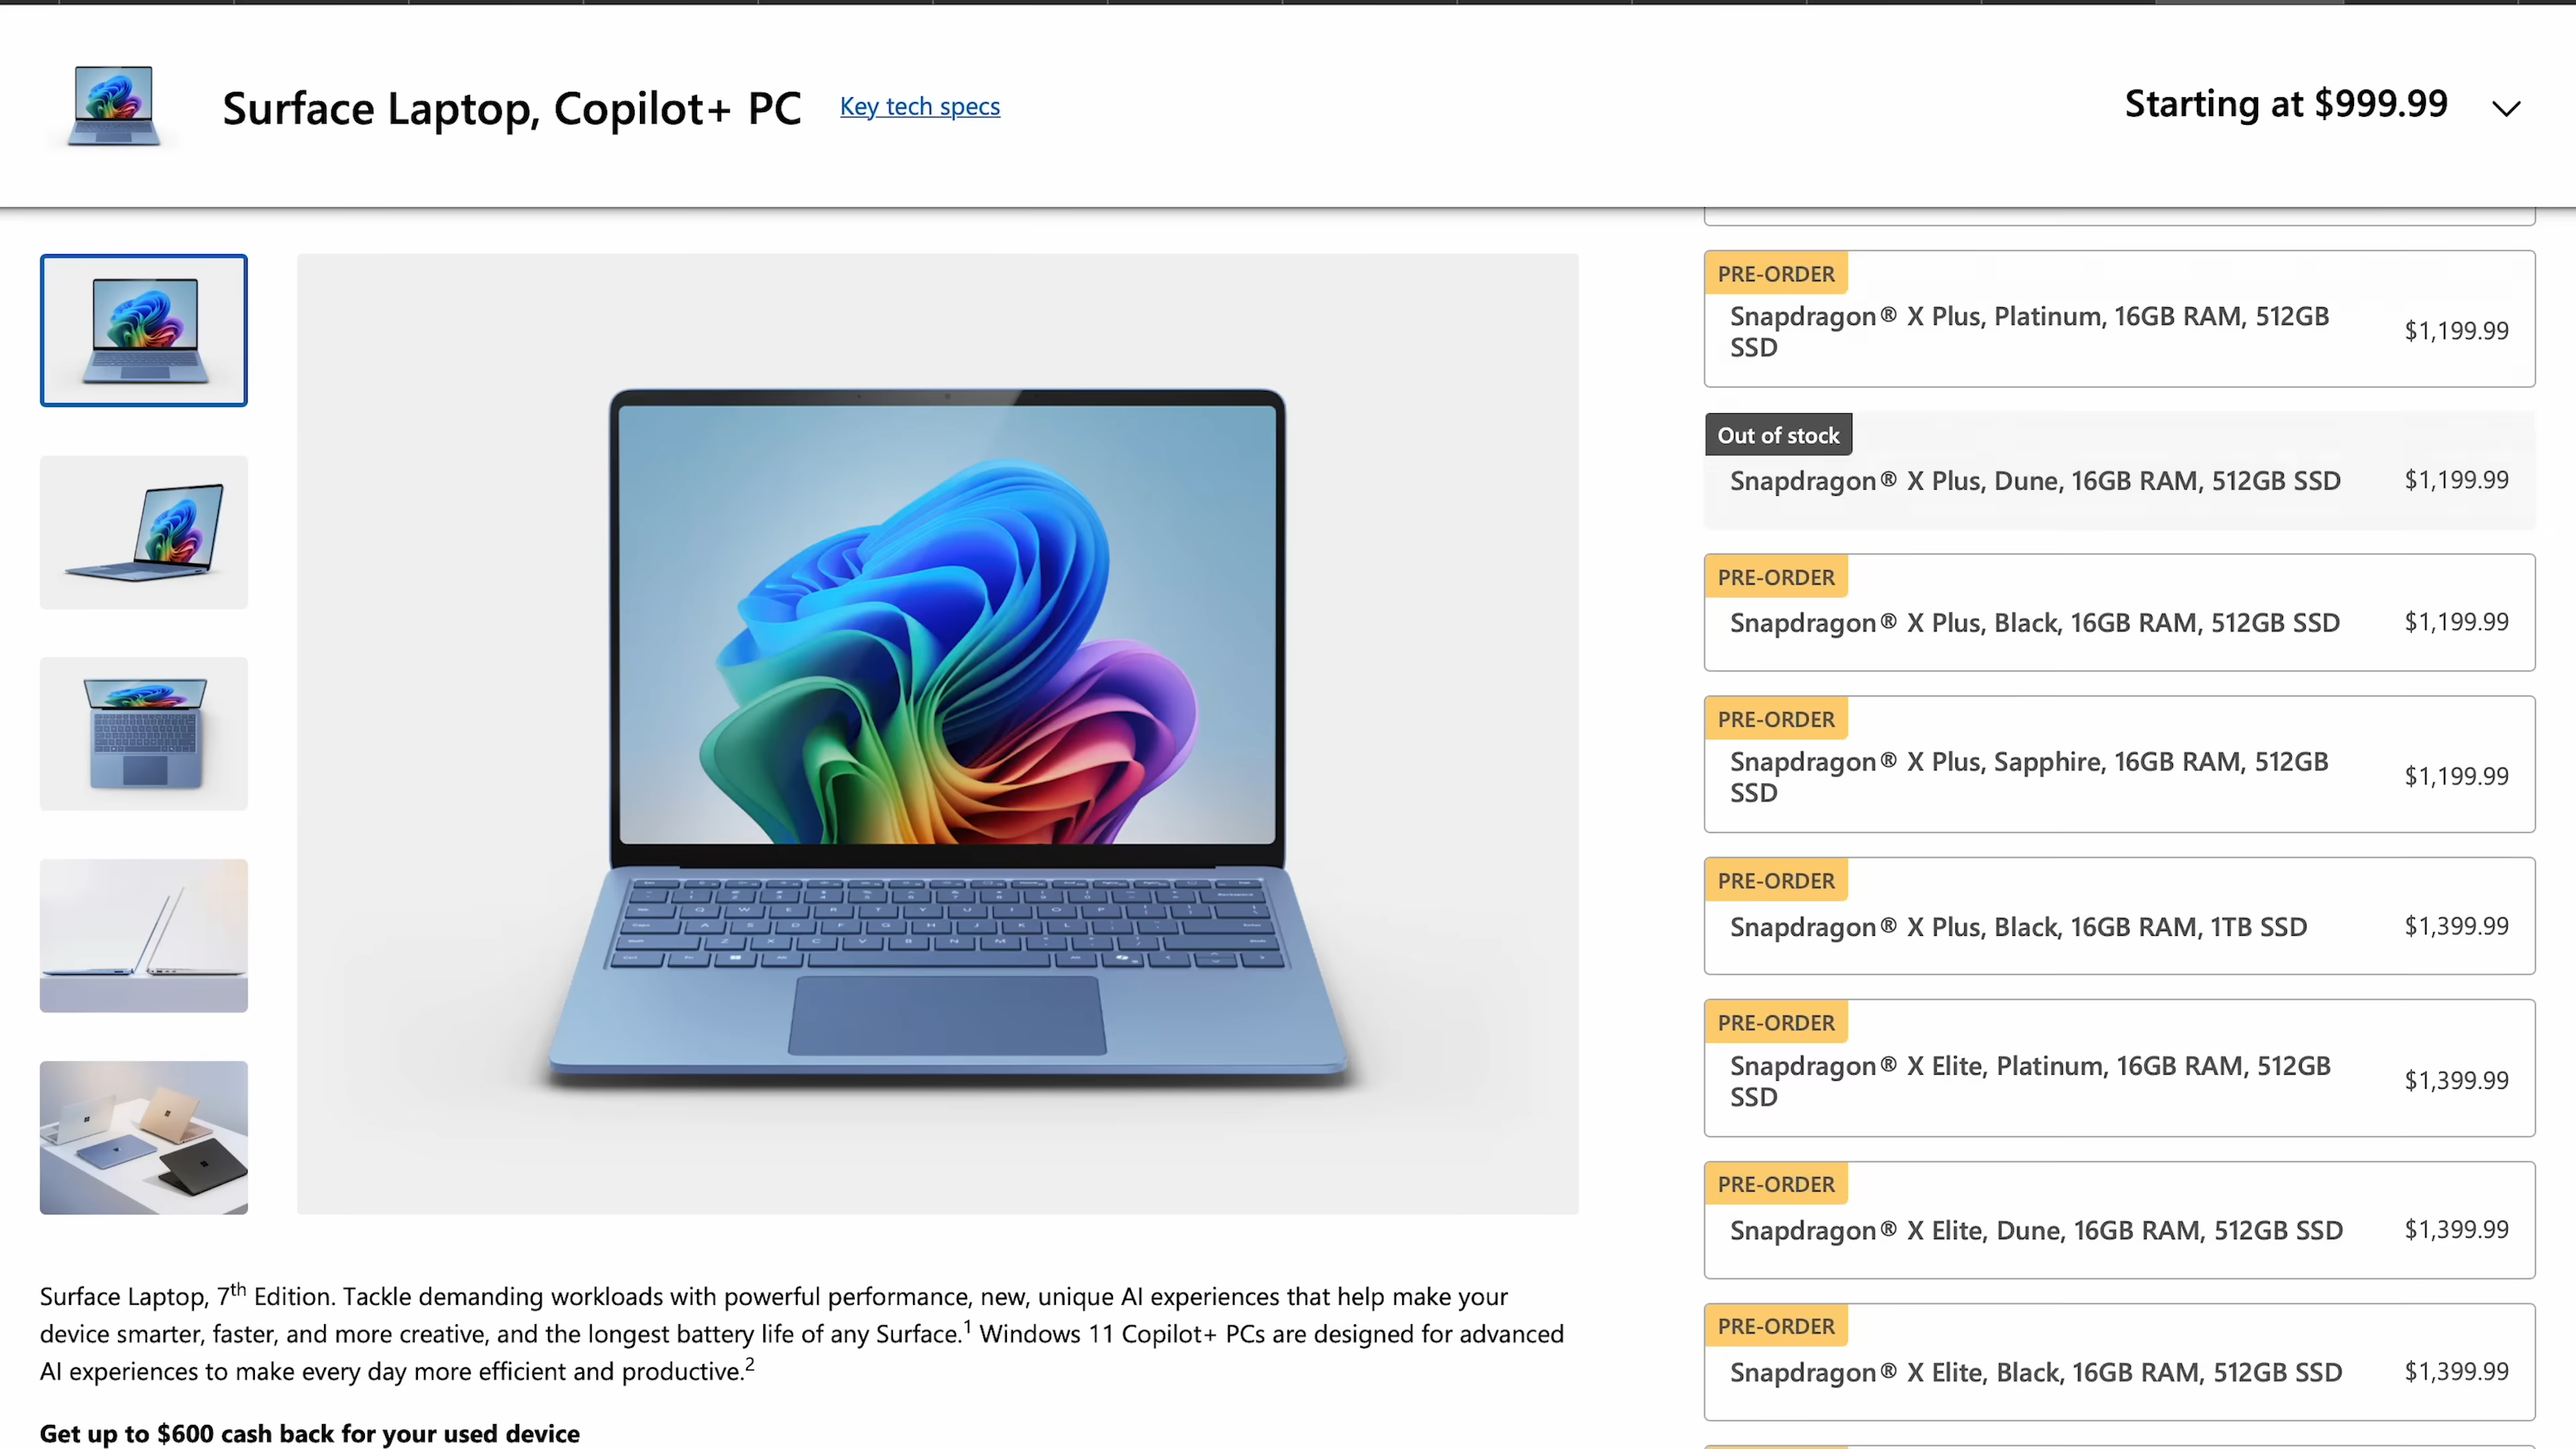 Surface Laptop, Copilot+ PC
Key tech specs
Starting at $999.99
PRE-ORDER
Snapdragon® X Plus, Platinum, 16GB RAM, 512GB
SSD
$1,199.99
Out of stock
Snapdragon® X Plus, Dune, 16GB RAM, 512GB SSD
$1,199.99
PRE-ORDER
Snapdragon® X Plus, Black, 16GB RAM, 512GB SSD
$1,199.99
PRE-ORDER
Snapdragon® X Plus, Sapphire, 16GB RAM, 512GB
SSD
$1,199.99
PRE-ORDER
Snapdragon® X Plus, Black, 16GB RAM, 1TB SSD
$1,399.99
PRE-ORDER
Snapdragon® X Elite, Platinum, 16GB RAM, 512GB
SSD
$1,399.99
PRE-ORDER
Snapdragon® X Elite, Dune, 16GB RAM, 512GB SSD
$1,399.99
PRE-ORDER
Snapdragon® X Elite, Black, 16GB RAM, 512GB SSD
$1,399.99
Surface Laptop, 7th Edition. Tackle demanding workloads with powerful performance, new, unique AI experiences that help make your
device smarter, faster, and more creative, and the longest battery life of any Surface.1 Windows 11 Copilot+ PCs are designed for advanced
AI experiences to make every day more efficient and productive.2
Get up to $600 cash back for your used device